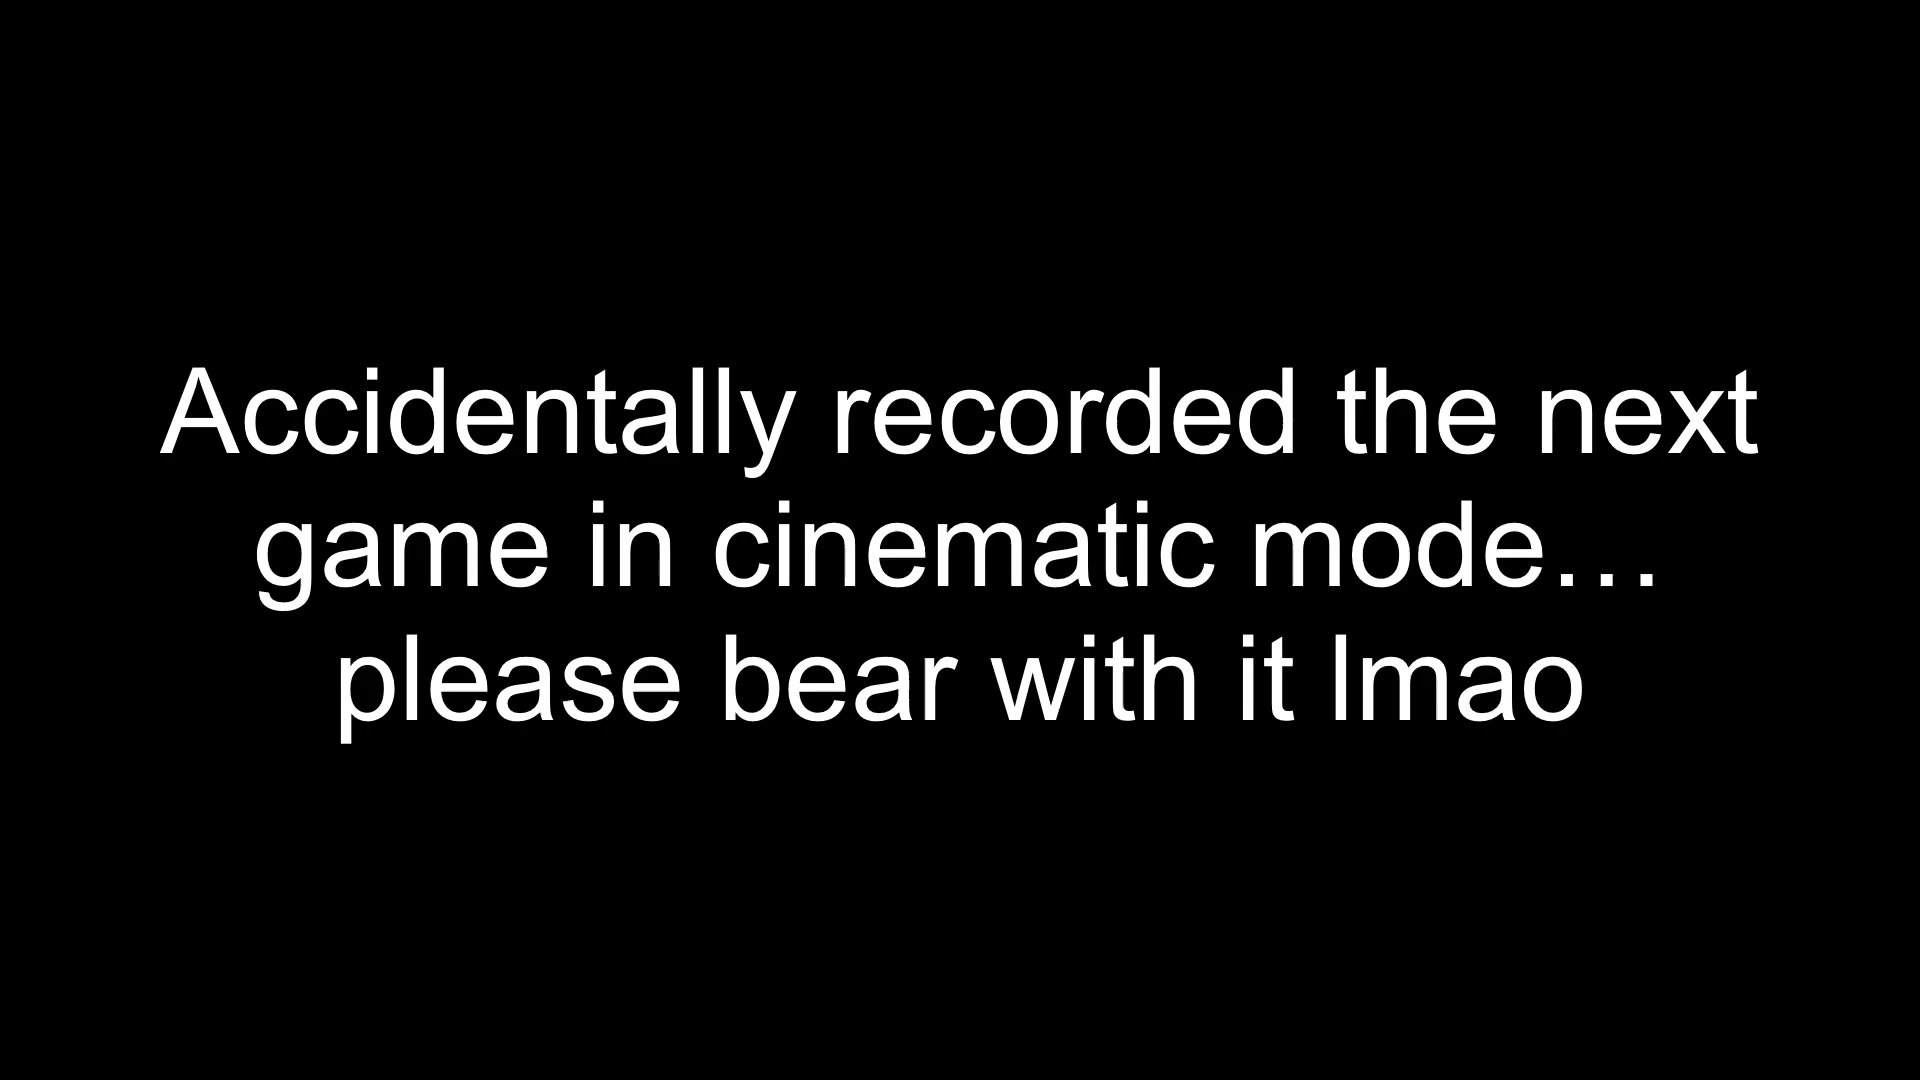 Accidentally recorded the next
game in cinematic mode…
please bear with it lmao